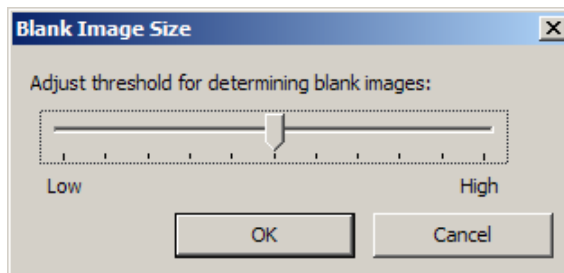 Blank Image Size
Adjust threshold for determining blank images:
Low High
OK Cancel